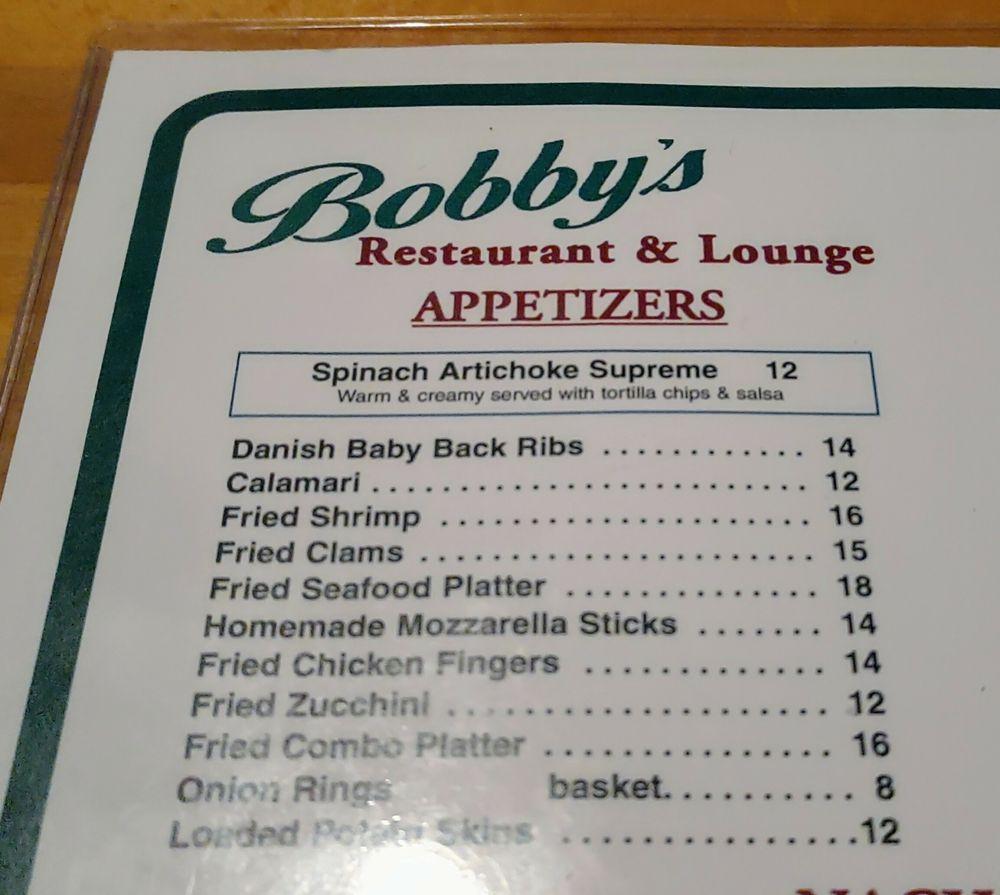 Bobby's
Restaurant & Lounge
APPETIZERS
Spinach Artichoke Supreme 12
Warm & creamy served with tortilla chips & salsa
Danish Baby Back Ribs ............ 14
Calamari ......................... 12
Fried Shrimp ..................... 16
Fried Clams ...................... 15
Fried Seafood Platter .............. 18
Homemade Mozzarella Sticks ....... 14
Fried Chicken Fingers ............. 14
Fried Zucchini ..................... 12
Fried Combo Platter ................ 16
Onion Rings basket........... 8
Loaded Potato Skins .................12